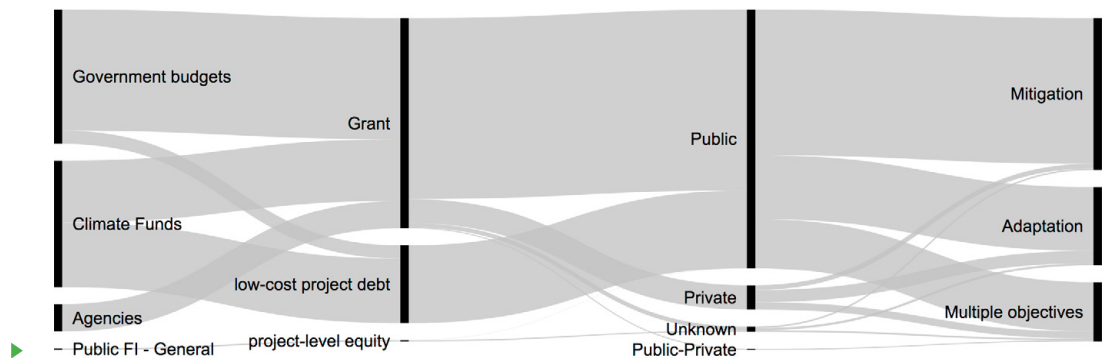 Government budgets
Climate Funds
Agencies
Public FI - General
Grant
low-cost project debt
project-level equity
Public
Private
Unknown
Public-Private
Mitigation
Adaptation
Multiple objectives